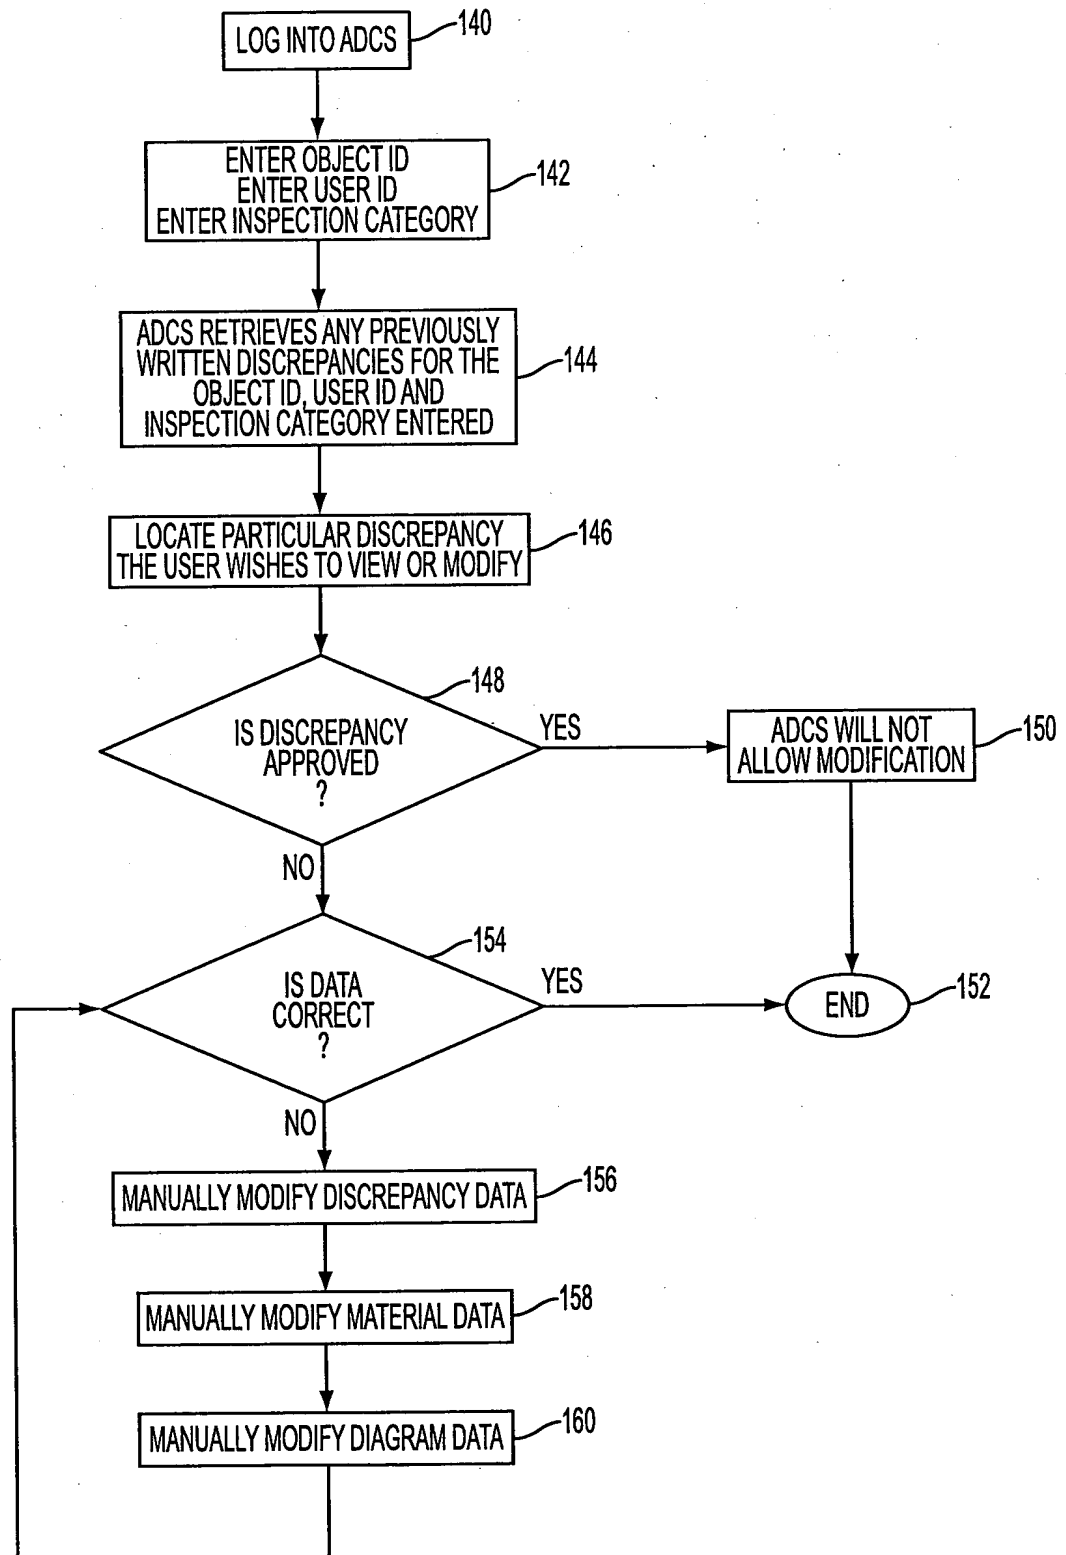 LOG INTO ADCS
140
ENTER OBJECT ID
ENTER USER ID
ENTER INSPECTION CATEGORY
142
ADCS RETRIEVES ANY PREVIOUSLY
WRITTEN DISCREPANCIES FOR THE
OBJECT ID, USER ID AND
INSPECTION CATEGORY ENTERED
144
LOCATE PARTICULAR DISCREPANCY
THE USER WISHES TO VIEW OR MODIFY
146
IS DISCREPANCY
APPROVED
?
148
YES
ADCS WILL NOT
ALLOW MODIFICATION
150
NO
IS DATA
CORRECT
?
154
YES
END
152
NO
MANUALLY MODIFY DISCREPANCY DATA
156
MANUALLY MODIFY MATERIAL DATA
158
MANUALLY MODIFY DIAGRAM DATA
160